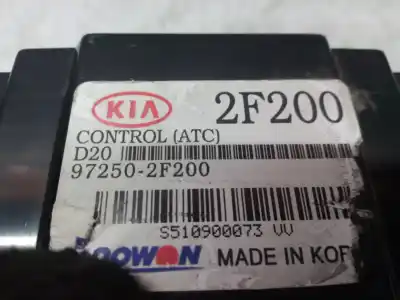 KIA 2F200
CONTROL (ATC)
D20
97250-2F200
S510900073 VV
MADE IN KOR